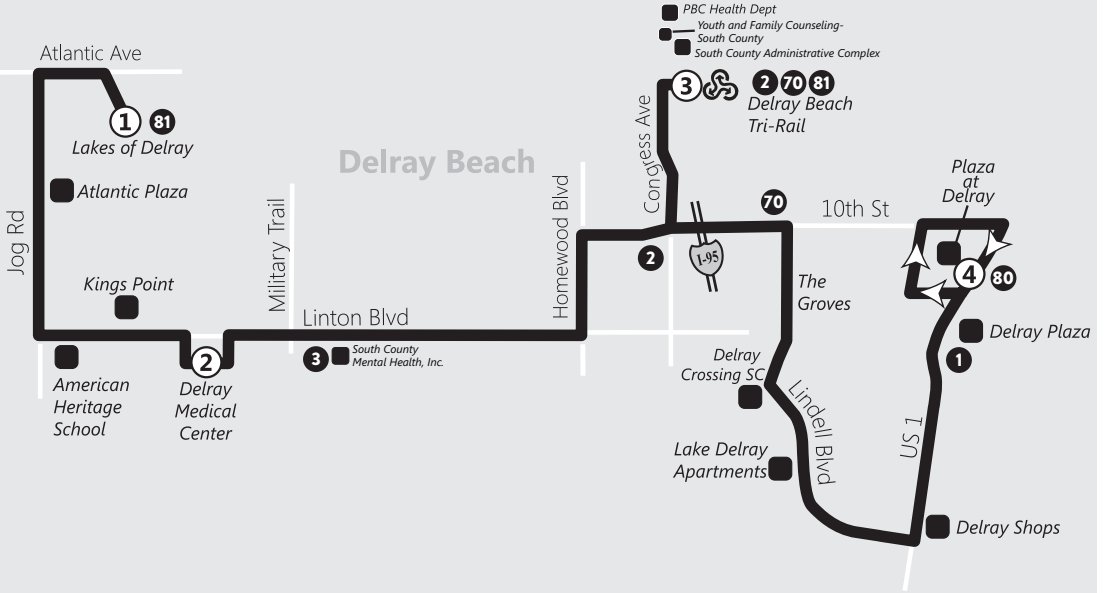 PBC Health Dept
Youth and Family Counseling-
South County
South County Administrative Complex
Atlantic Ave
3
2 70 81
Delray Beach
Tri-Rail
1 81
Lakes of Delray
Congress Ave
Delray Beach
Atlantic Plaza
Plaza
at
Delray
Homewood Blvd
70
10th St
Military Trail
Jog Rd
2
I-95
4 80
Kings Point
The
Groves
Linton Blvd
Delray Plaza
1
3
South County
Mental Health, Inc.
2
Delray
Medical
Center
American
Heritage
School
Delray
Crossing SC
Lindell Blvd
US 1
Lake Delray
Apartments
Delray Shops